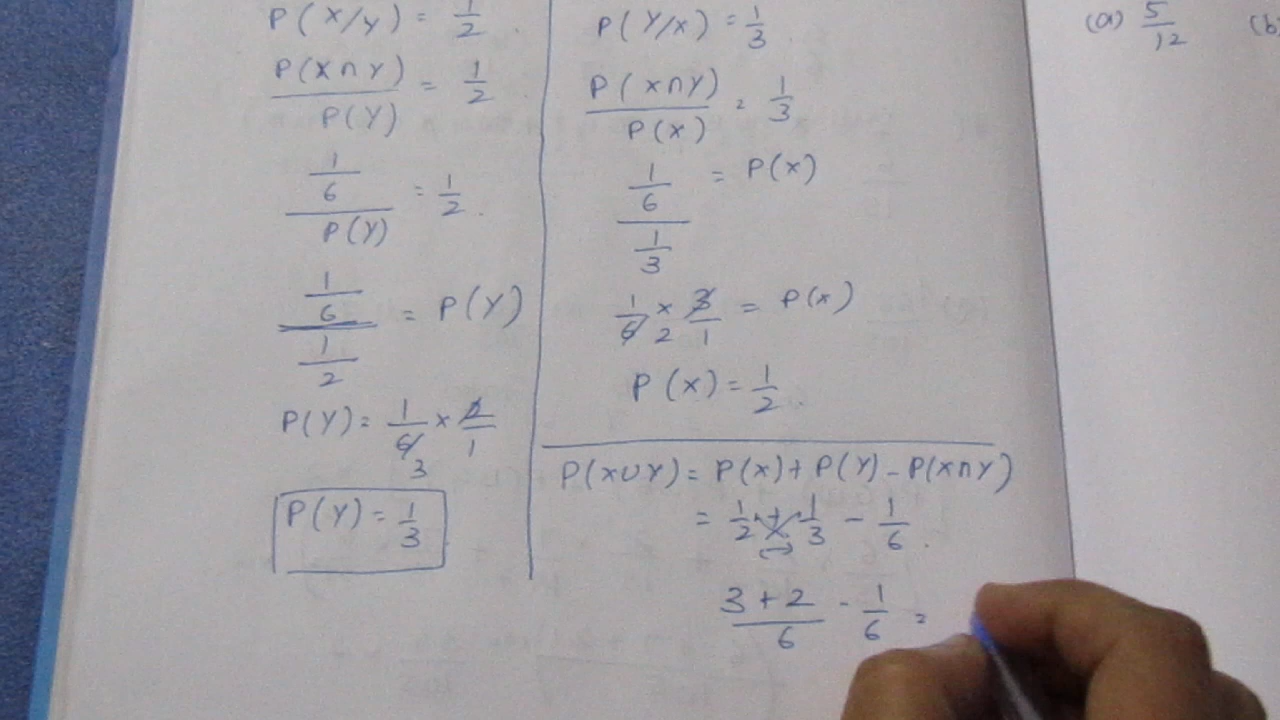 P(X/Y) = 1/2
P(X∩Y)/P(Y) = 1/2
(1/6)/P(Y) = 1/2.
(1/6)/(1/2) = P(Y)
P(Y) = 1/6 × 2/1
3
P(Y) = 1/3
P(Y/X) = 1/3
P(X∩Y)/P(X) = 1/3
(1/6)/(1/3) = P(X)
1/6 × 3/1 = P(X)
2
P(X) = 1/2.
P(X∪Y) = P(X) + P(Y) - P(X∩Y)
= 1/2 + 1/3 - 1/6.
(3+2)/6 - 1/6 =
(a) 5/12 (b